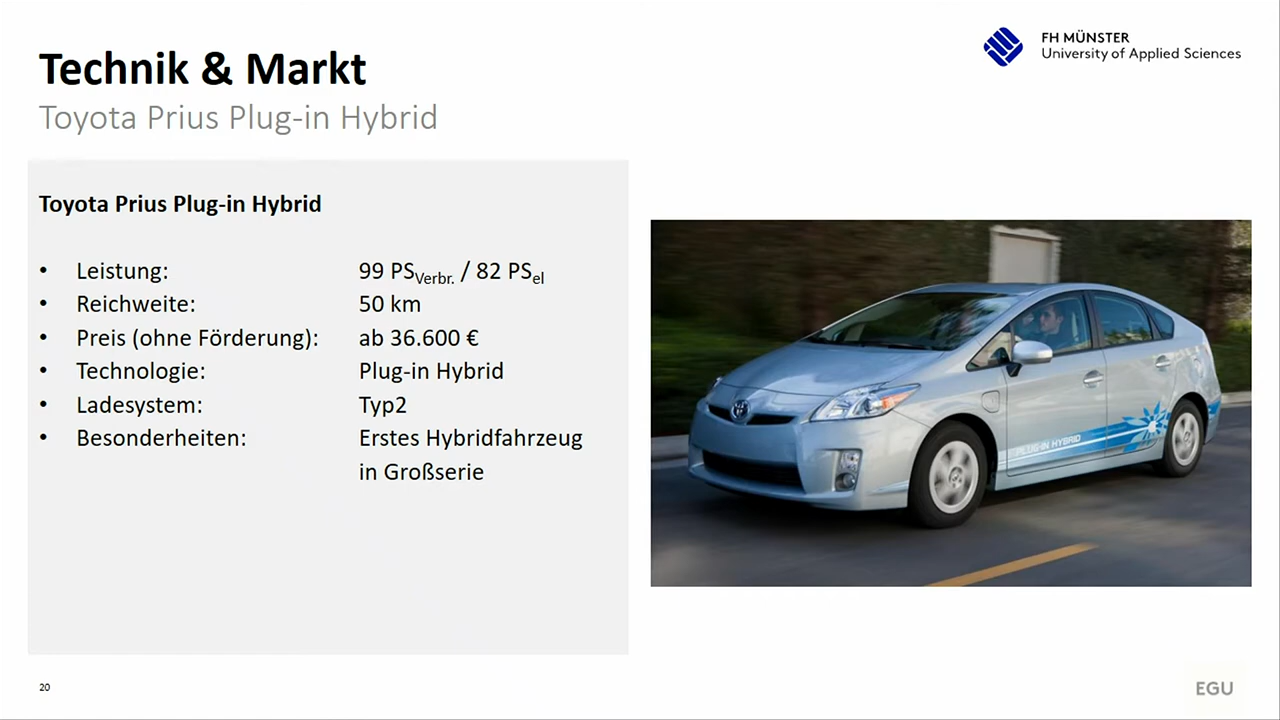 FH MÜNSTER
University of Applied Sciences
Technik & Markt
Toyota Prius Plug-in Hybrid
Toyota Prius Plug-in Hybrid
• Leistung: 99 PSVerbr. / 82 PSel
• Reichweite: 50 km
• Preis (ohne Förderung): ab 36.600 €
• Technologie: Plug-in Hybrid
• Ladesystem: Typ2
• Besonderheiten: Erstes Hybridfahrzeug
in Großserie
PLUG-IN HYBRID
20
EGU